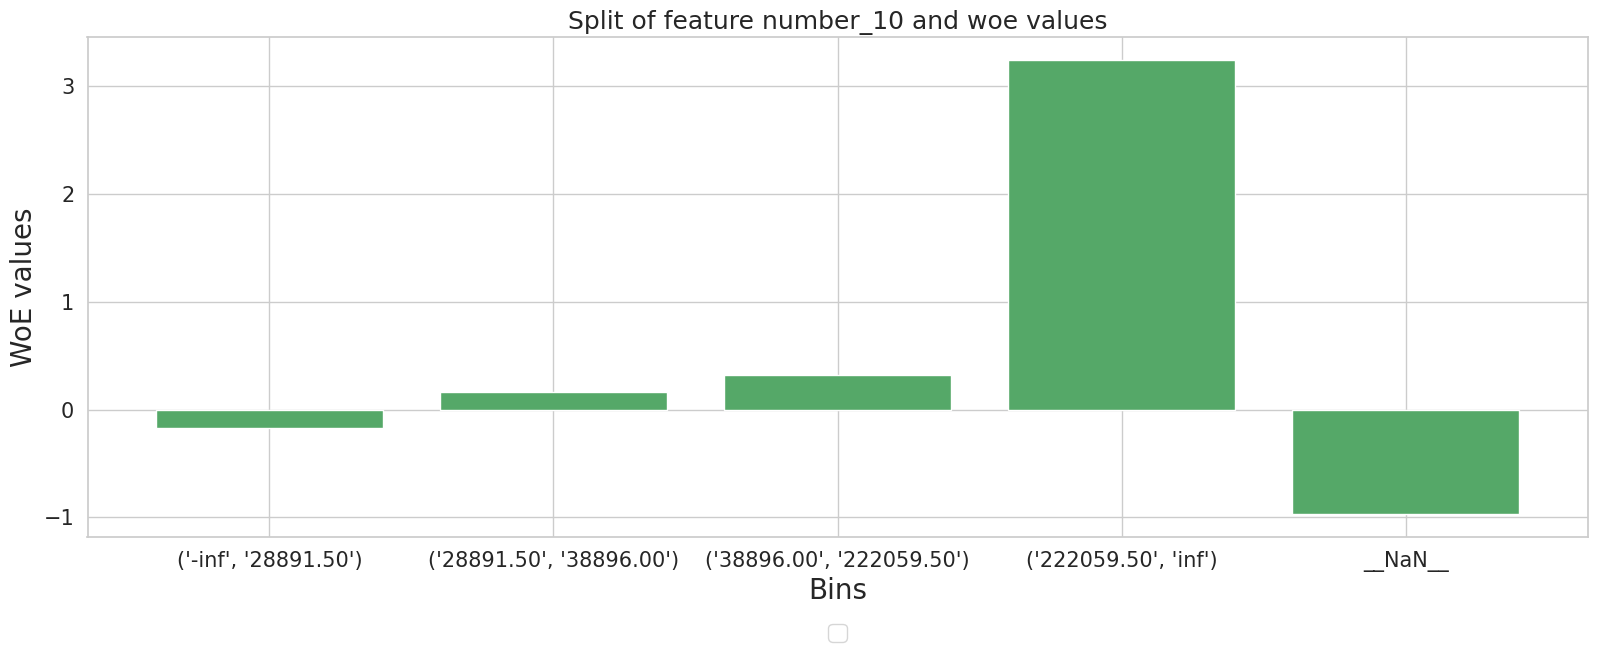 Split of feature number_10 and woe values
WoE values
3
2
1
0
−1
('-inf', '28891.50') ('28891.50', '38896.00') ('38896.00', '222059.50') ('222059.50', 'inf') __NaN__
Bins